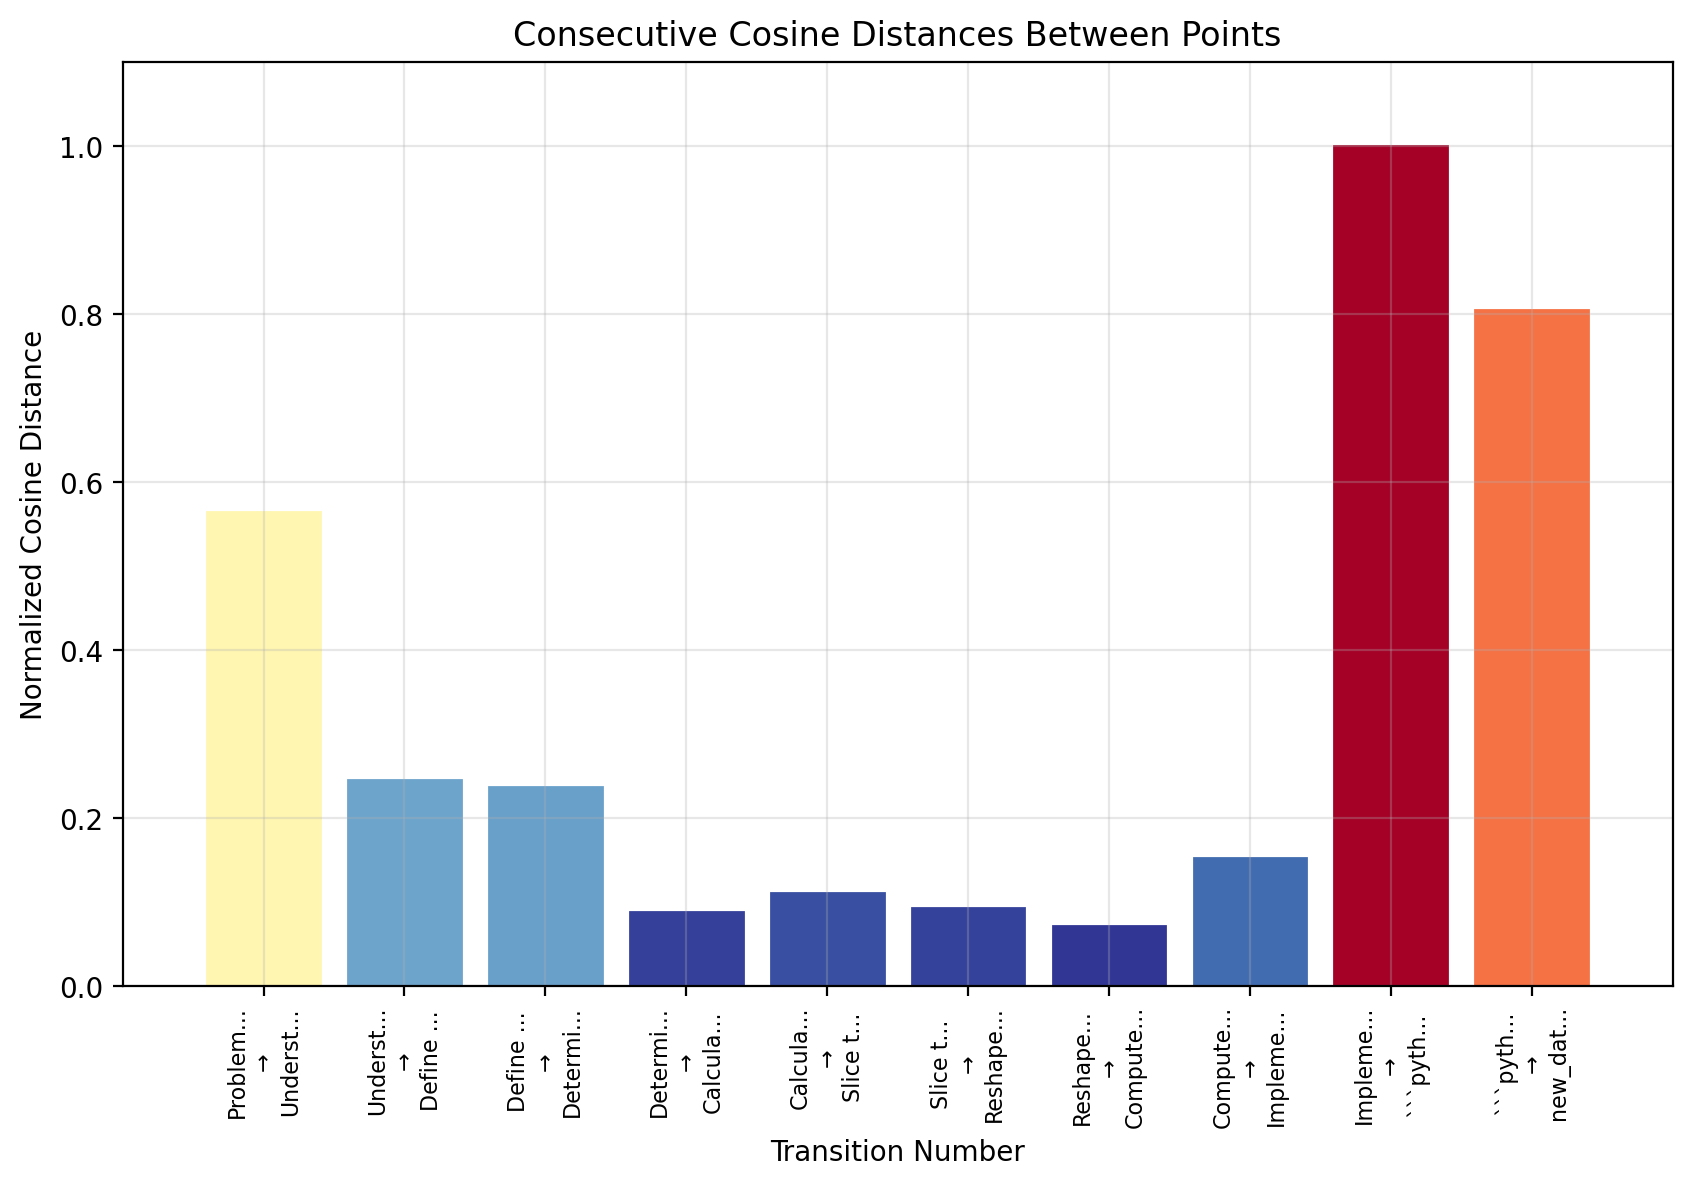 Consecutive Cosine Distances Between Points
Normalized Cosine Distance
1.0
0.8
0.6
0.4
0.2
0.0
Problem...
→
Underst...
Underst...
→
Define ...
Define ...
→
Determi...
Determi...
→
Calcula...
Calcula...
→
Slice t...
Slice t...
→
Reshape...
Reshape...
→
Compute...
Compute...
→
Impleme...
Impleme...
→
```pyth...
```pyth...
→
new_dat...
Transition Number